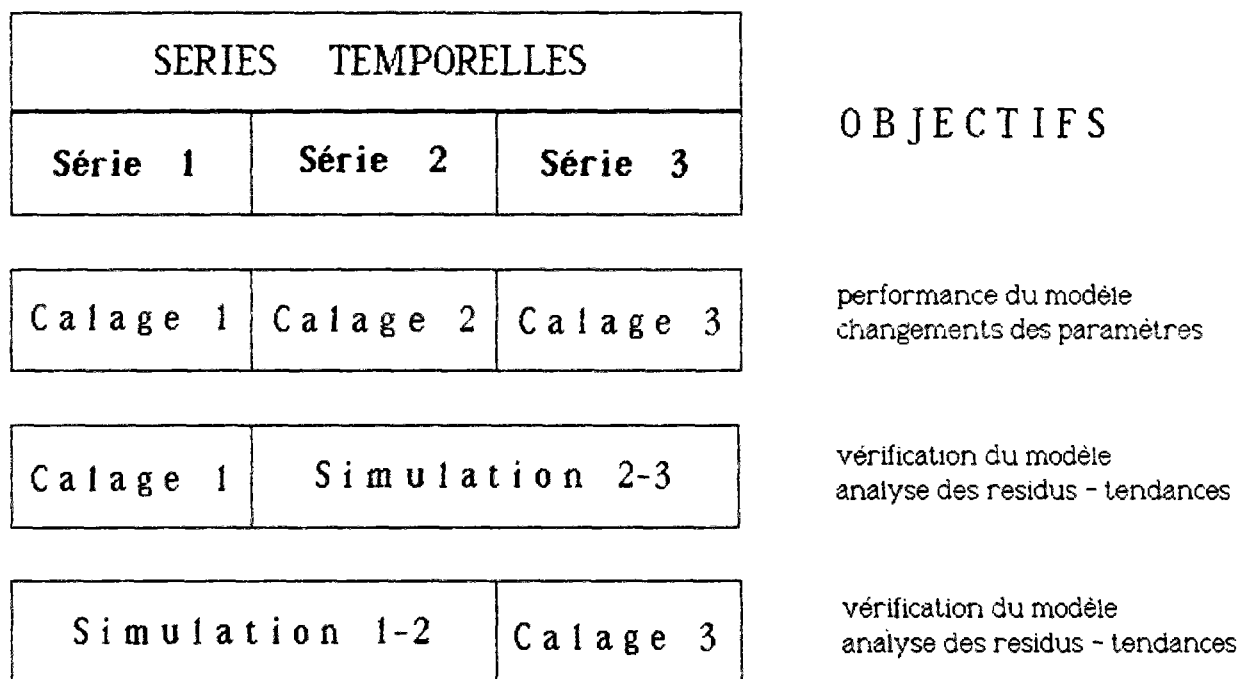 SERIES TEMPORELLES
OBJECTIFS
Série 1 Série 2 Série 3
Calage 1 Calage 2 Calage 3
performance du modèle
changements des paramètres
Calage 1 Simulation 2-3
vérification du modèle
analyse des residus - tendances
Simulation 1-2 Calage 3
vérification du modèle
analyse des residus - tendances